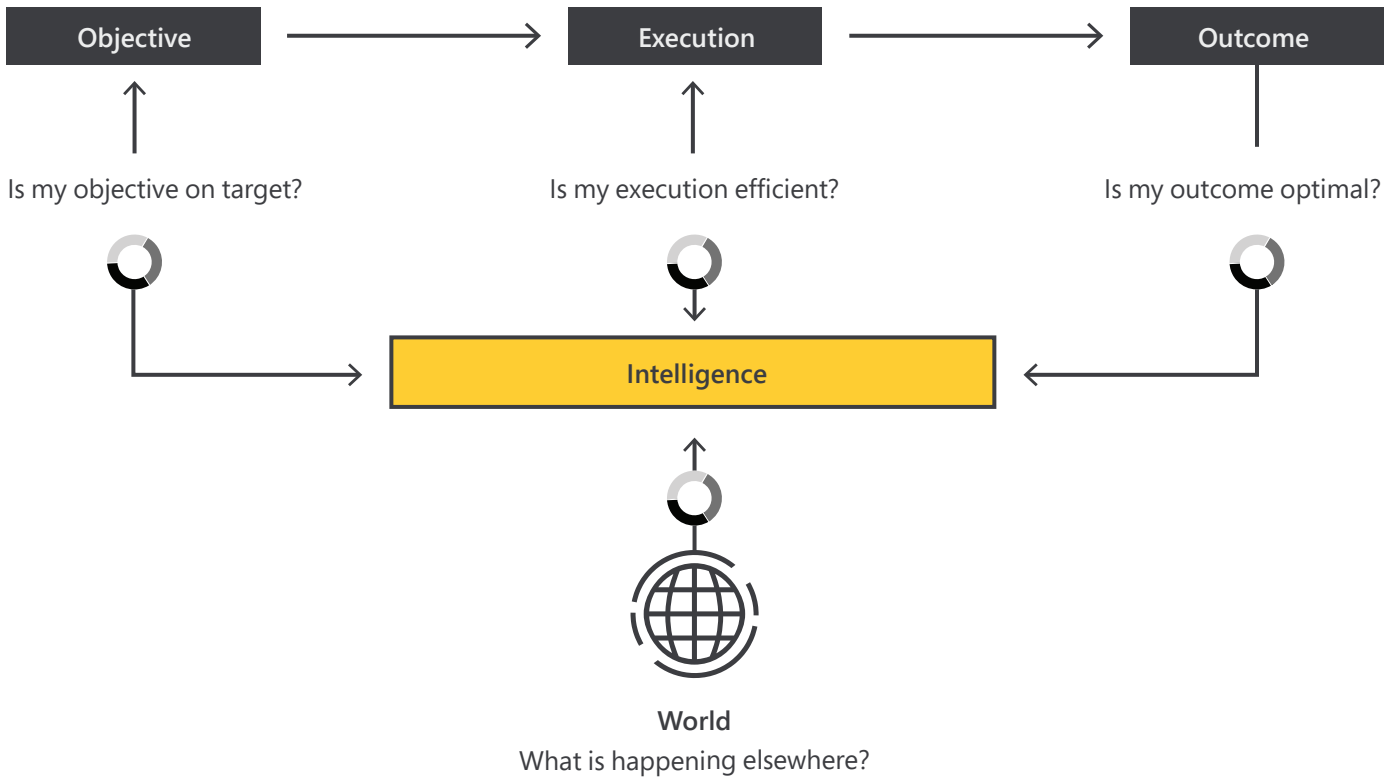 Objective
Execution
Outcome
Is my objective on target?
Is my execution efficient?
Is my outcome optimal?
Intelligence
World
What is happening elsewhere?